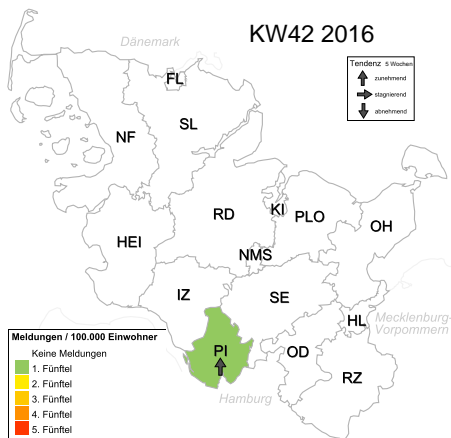 KW42 2016
Dänemark
Tendenz 5 Wochen
zunehmend
stagnierend
abnehmend
FL
SL
NF
RD
KI
PLO
OH
HEI
NMS
IZ
SE
HL
Mecklenburg-
Vorpommern
PI
OD
RZ
Hamburg
Meldungen / 100.000 Einwohner
Keine Meldungen
1. Fünftel
2. Fünftel
3. Fünftel
4. Fünftel
5. Fünftel